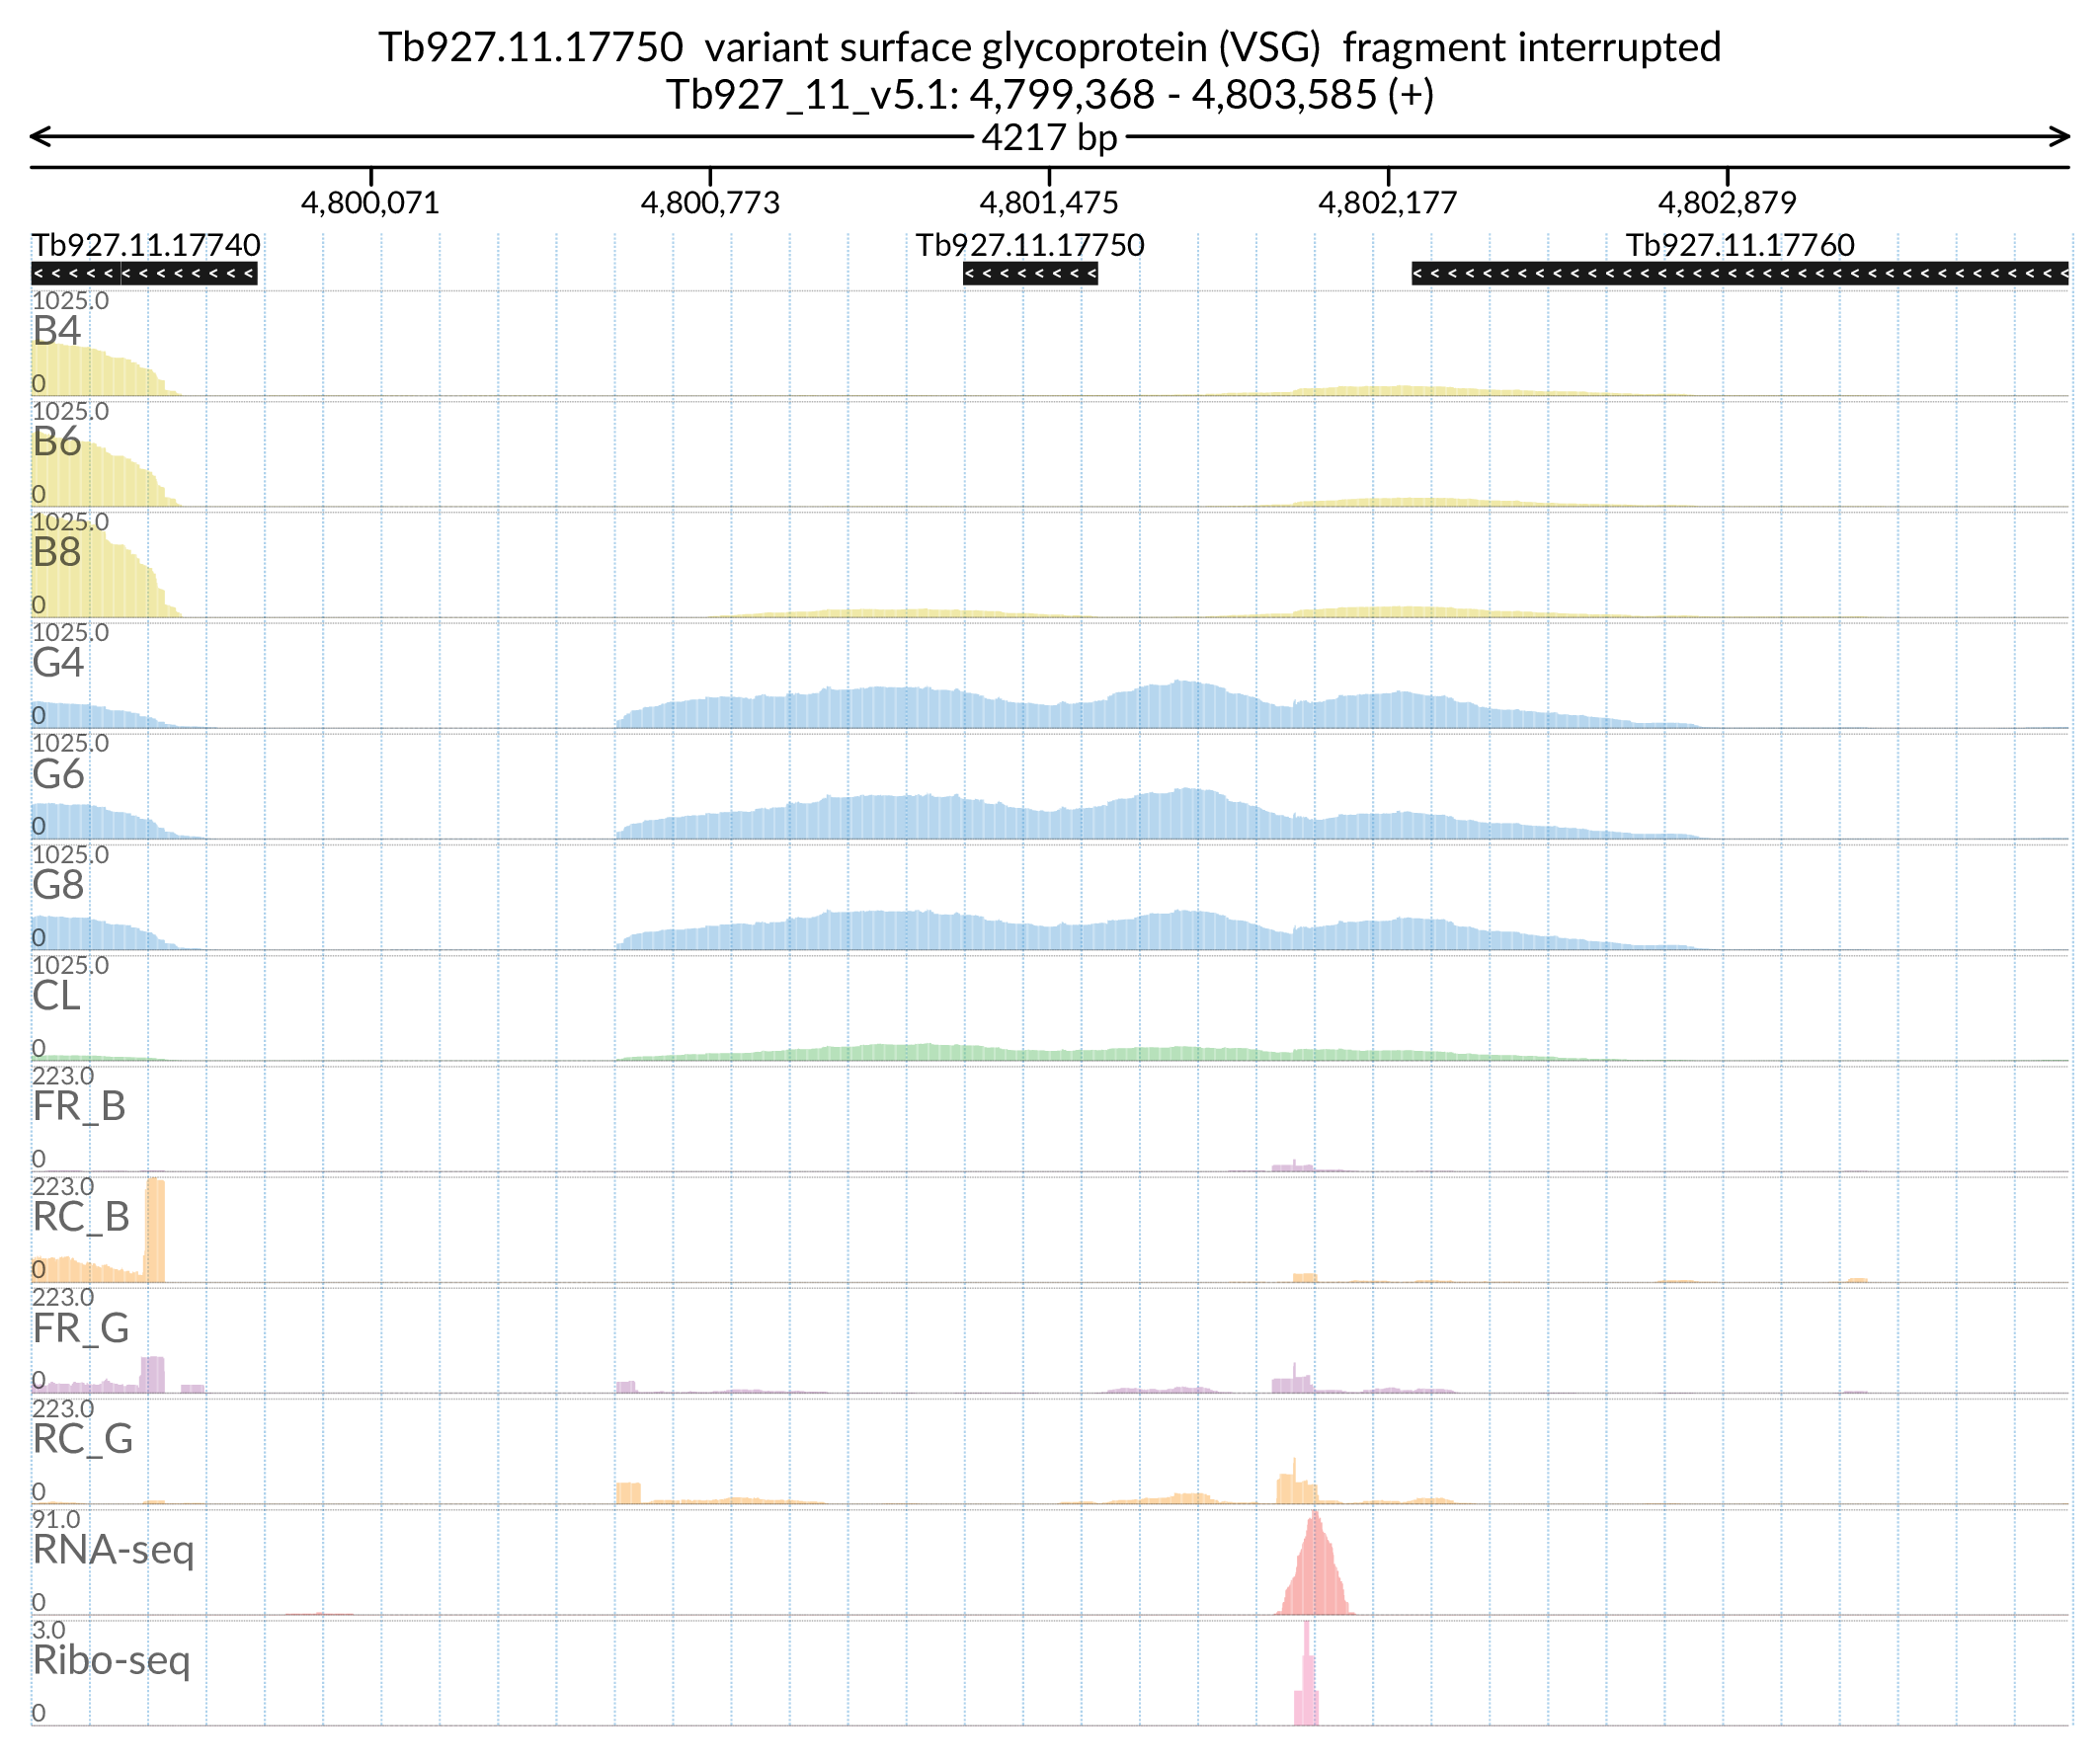 Tb927.11.17750 variant surface glycoprotein (VSG) fragment interrupted
Tb927_11_v5.1: 4,799,368 - 4,803,585 (+)
4217 bp
4,800,071 4,800,773 4,801,475 4,802,177 4,802,879
Tb927.11.17740 Tb927.11.17750 Tb927.11.17760
1025.0
B4
0
1025.0
B6
0
1025.0
B8
0
1025.0
G4
0
1025.0
G6
0
1025.0
G8
0
1025.0
CL
0
223.0
FR_B
0
223.0
RC_B
0
223.0
FR_G
0
223.0
RC_G
0
91.0
RNA-seq
0
3.0
Ribo-seq
0